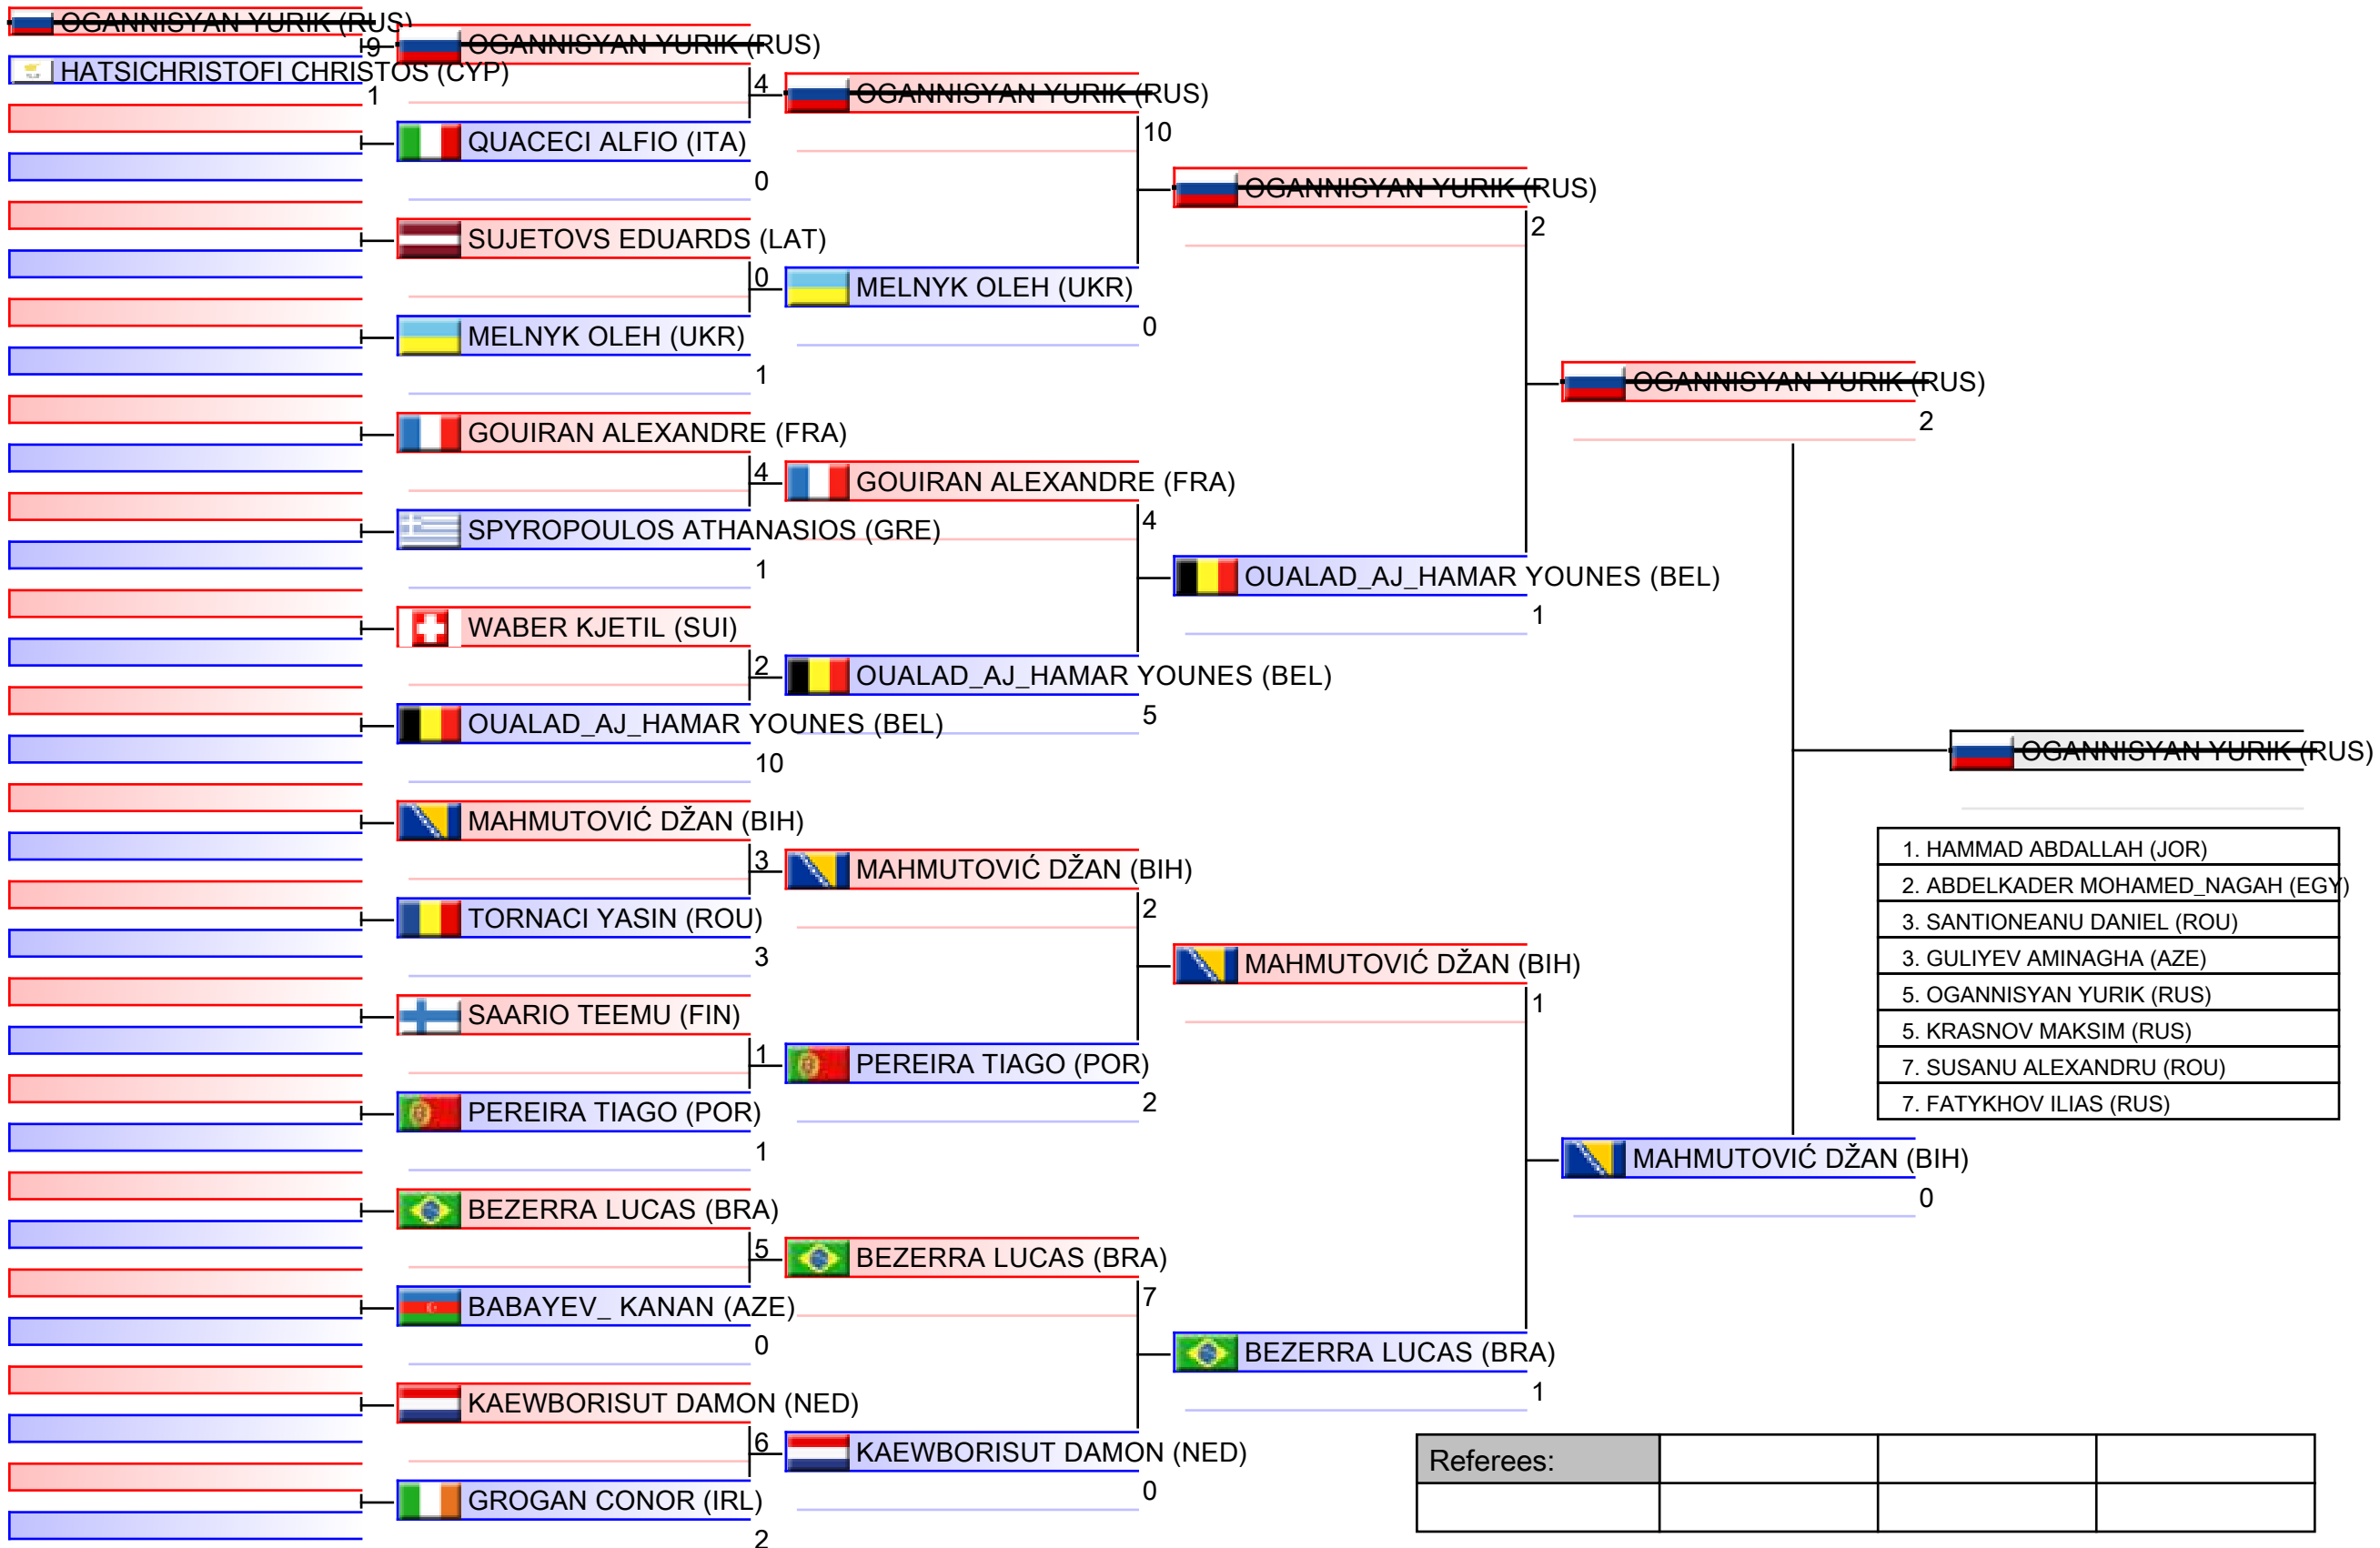 OGANNISYAN YURIK (RUS)
9
HATSICHRISTOFI CHRISTOS (CYP)
1
OGANNISYAN YURIK (RUS)
4
QUACECI ALFIO (ITA)
0
SUJETOVS EDUARDS (LAT)
0
MELNYK OLEH (UKR)
1
GOUIRAN ALEXANDRE (FRA)
4
SPYROPOULOS ATHANASIOS (GRE)
1
WABER KJETIL (SUI)
2
OUALAD_AJ_HAMAR YOUNES (BEL)
10
MAHMUTOVIĆ DŽAN (BIH)
3
TORNACI YASIN (ROU)
3
SAARIO TEEMU (FIN)
1
PEREIRA TIAGO (POR)
1
BEZERRA LUCAS (BRA)
5
BABAYEV_ KANAN (AZE)
0
KAEWBORISUT DAMON (NED)
6
GROGAN CONOR (IRL)
2
OGANNISYAN YURIK (RUS)
10
MELNYK OLEH (UKR)
0
GOUIRAN ALEXANDRE (FRA)
4
OUALAD_AJ_HAMAR YOUNES (BEL)
5
MAHMUTOVIĆ DŽAN (BIH)
2
PEREIRA TIAGO (POR)
2
BEZERRA LUCAS (BRA)
7
KAEWBORISUT DAMON (NED)
0
OGANNISYAN YURIK (RUS)
2
OUALAD_AJ_HAMAR YOUNES (BEL)
1
MAHMUTOVIĆ DŽAN (BIH)
1
BEZERRA LUCAS (BRA)
1
OGANNISYAN YURIK (RUS)
2
MAHMUTOVIĆ DŽAN (BIH)
0
OGANNISYAN YURIK (RUS)
1. HAMMAD ABDALLAH (JOR)
2. ABDELKADER MOHAMED_NAGAH (EGY)
3. SANTIONEANU DANIEL (ROU)
3. GULIYEV AMINAGHA (AZE)
5. OGANNISYAN YURIK (RUS)
5. KRASNOV MAKSIM (RUS)
7. SUSANU ALEXANDRU (ROU)
7. FATYKHOV ILIAS (RUS)
Referees: